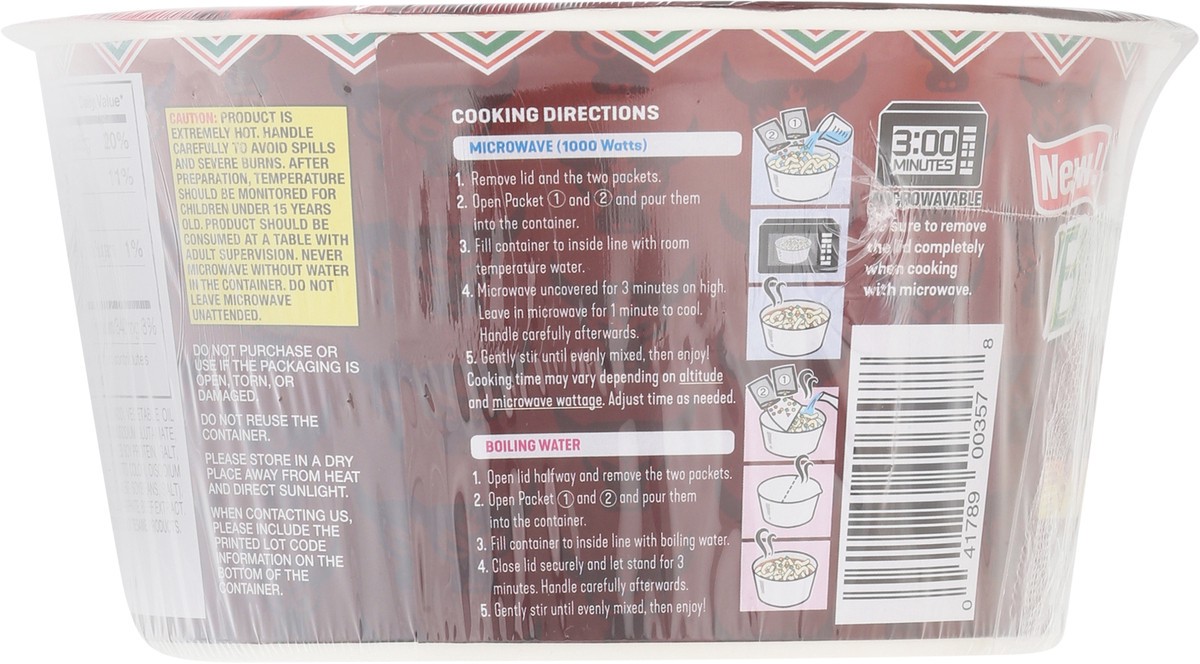 Value*
20%
11%
1%
8%
CAUTION: PRODUCT IS
EXTREMELY HOT. HANDLE
CAREFULLY TO AVOID SPILLS
AND SEVERE BURNS. AFTER
PREPARATION, TEMPERATURE
SHOULD BE MONITORED FOR
CHILDREN UNDER 15 YEARS
OLD. PRODUCT SHOULD BE
CONSUMED AT A TABLE WITH
ADULT SUPERVISION. NEVER
MICROWAVE WITHOUT WATER
IN THE CONTAINER. DO NOT
LEAVE MICROWAVE
UNATTENDED.
DO NOT PURCHASE OR
USE IF THE PACKAGING IS
OPEN, TORN, OR
DAMAGED.
DO NOT REUSE THE
CONTAINER.
PLEASE STORE IN A DRY
PLACE AWAY FROM HEAT
AND DIRECT SUNLIGHT.
WHEN CONTACTING US,
PLEASE INCLUDE THE
PRINTED LOT CODE
INFORMATION ON THE
BOTTOM OF THE
CONTAINER.
COOKING DIRECTIONS
MICROWAVE (1000 Watts)
1. Remove lid and the two packets.
2. Open Packet ① and ② and pour them
into the container.
3. Fill container to inside line with room
temperature water.
4. Microwave uncovered for 3 minutes on high.
Leave in microwave for 1 minute to cool.
Handle carefully afterwards.
5. Gently stir until evenly mixed, then enjoy!
Cooking time may vary depending on altitude
and microwave wattage. Adjust time as needed.
BOILING WATER
1. Open lid halfway and remove the two packets.
2. Open Packet ① and ② and pour them
into the container.
3. Fill container to inside line with boiling water.
4. Close lid securely and let stand for 3
minutes. Handle carefully afterwards.
5. Gently stir until evenly mixed, then enjoy!
② ①
② ①
3:00
MINUTES
MICROWAVABLE
Be sure to remove
the lid completely
when cooking
with microwave.
0 41789 00357 8
New!